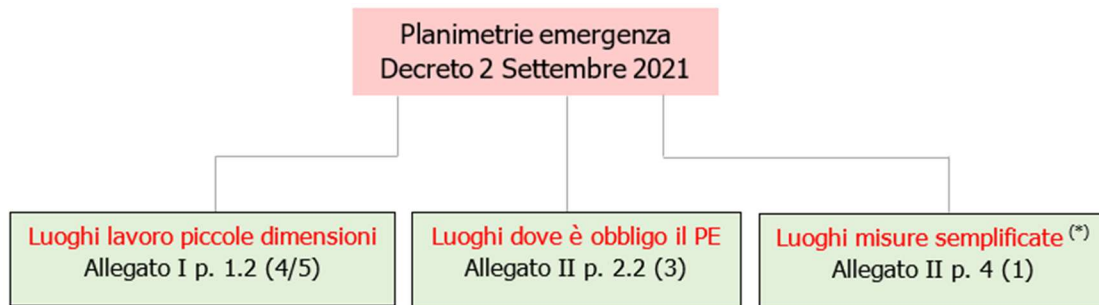 Planimetrie emergenza
Decreto 2 Settembre 2021
Luoghi lavoro piccole dimensioni
Allegato I p. 1.2 (4/5)
Luoghi dove è obbligo il PE
Allegato II p. 2.2 (3)
Luoghi misure semplificate (*)
Allegato II p. 4 (1)